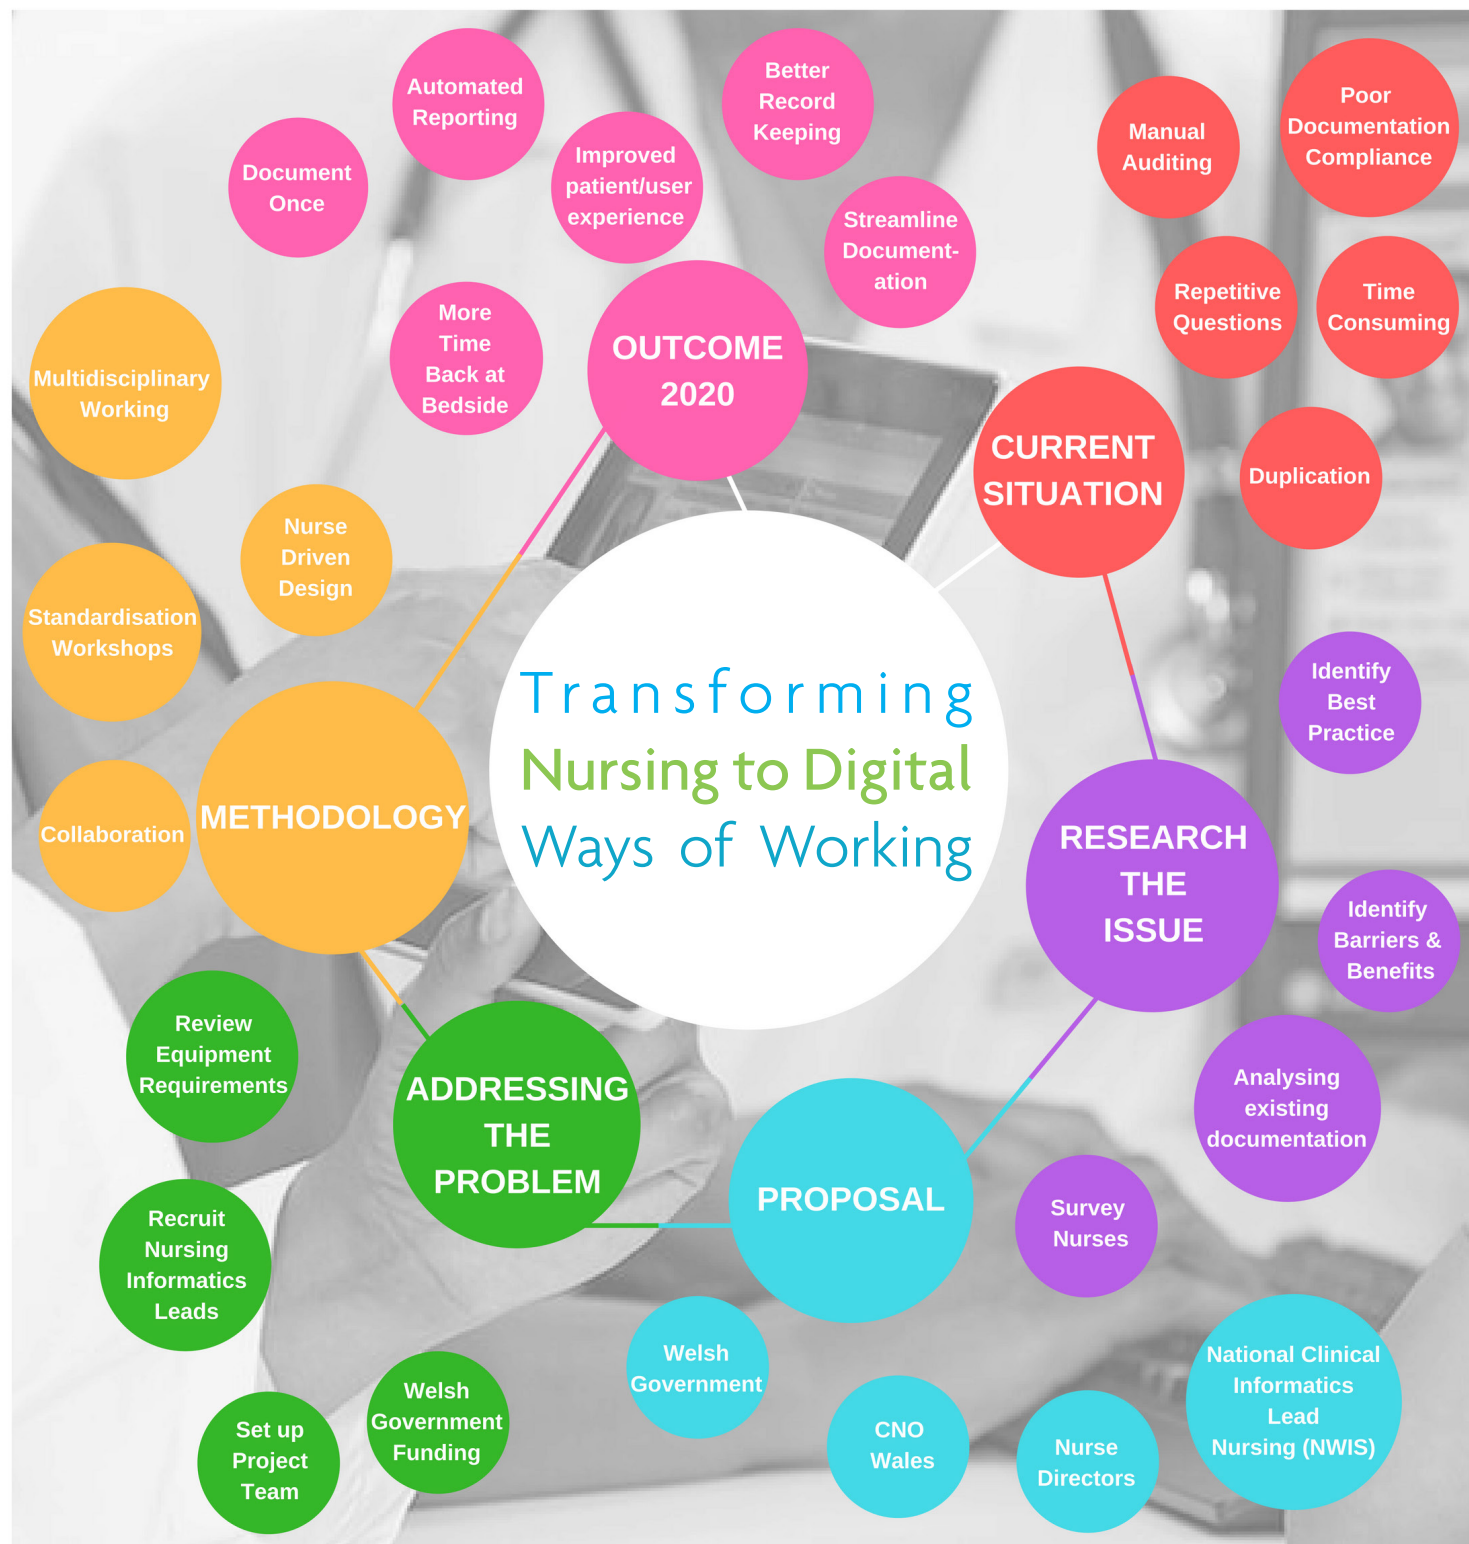 Transforming
Nursing to Digital
Ways of Working
CURRENT
SITUATION
Manual
Auditing
Poor
Documentation
Compliance
Repetitive
Questions
Time
Consuming
Duplication
RESEARCH
THE
ISSUE
Identify
Best
Practice
Identify
Barriers &
Benefits
Analysing
existing
documentation
Survey
Nurses
PROPOSAL
National Clinical
Informatics
Lead
Nursing (NWIS)
Nurse
Directors
CNO
Wales
Welsh
Government
ADDRESSING
THE
PROBLEM
Welsh
Government
Funding
Set up
Project
Team
Recruit
Nursing
Informatics
Leads
Review
Equipment
Requirements
METHODOLOGY
Collaboration
Standardisation
Workshops
Nurse
Driven
Design
Multidisciplinary
Working
OUTCOME
2020
More
Time
Back at
Bedside
Document
Once
Automated
Reporting
Improved
patient/user
experience
Better
Record
Keeping
Streamline
Document-
ation